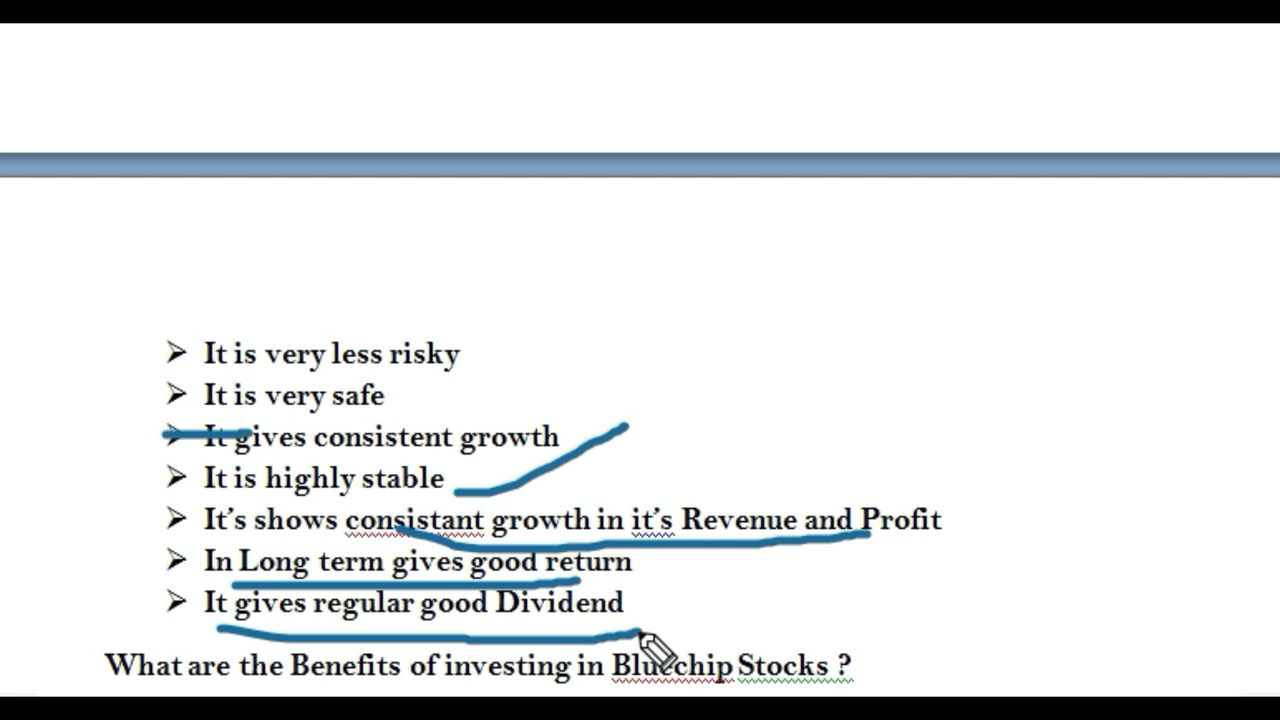 ➢ It is very less risky
➢ It is very safe
➢ It gives consistent growth
➢ It is highly stable
➢ It's shows consistant growth in it's Revenue and Profit
➢ In Long term gives good return
➢ It gives regular good Dividend
What are the Benefits of investing in Bluechip Stocks ?